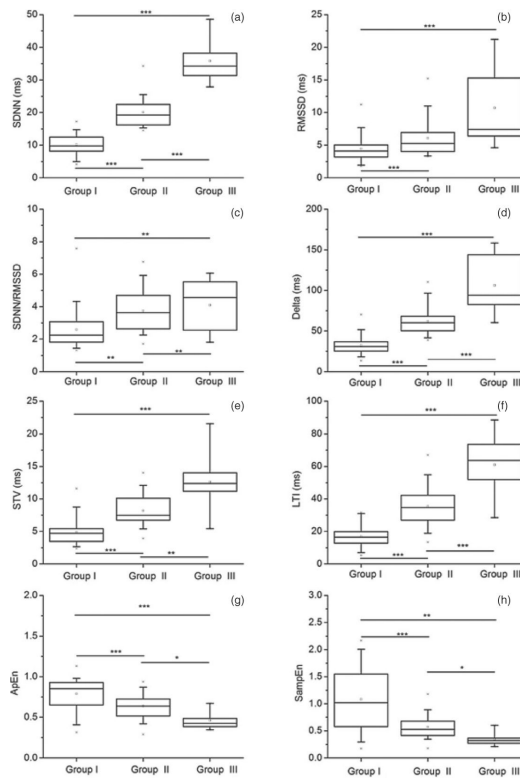 (a)
SDNN (ms)
50
40
30
20
10
0
***
***
***
Group I
Group II
Group III
(b)
RMSSD (ms)
25
20
15
10
5
0
***
***
Group I
Group II
Group III
(c)
SDNN/RMSSD
8
6
4
2
0
**
**
**
Group I
Group II
Group III
(d)
Delta (ms)
200
150
100
50
0
***
***
***
Group I
Group II
Group III
(e)
STV (ms)
25
20
15
10
5
0
***
***
**
Group I
Group II
Group III
(f)
LTI (ms)
100
80
60
40
20
0
***
***
***
Group I
Group II
Group III
(g)
ApEn
2.0
1.5
1.0
0.5
0.0
***
***
*
Group I
Group II
Group III
(h)
SampEn
3.0
2.5
2.0
1.5
1.0
0.5
0.0
**
***
*
Group I
Group II
Group III